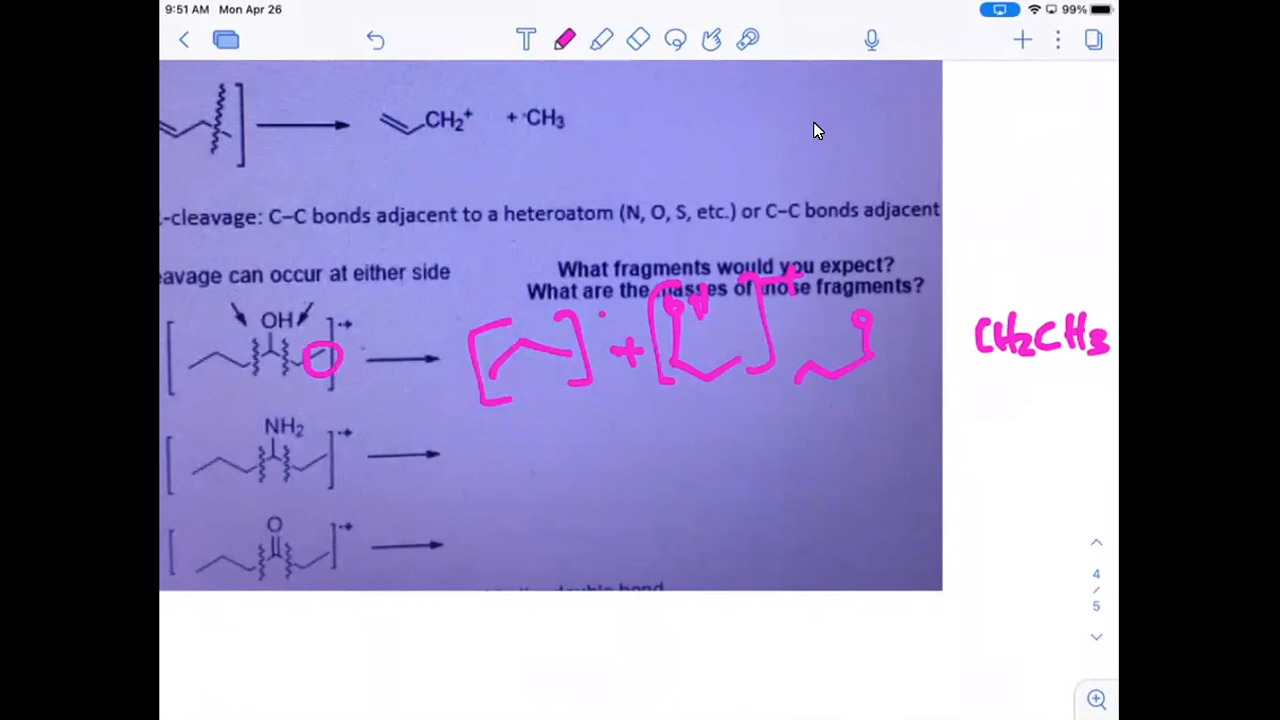 9:51 AM Mon Apr 26
99%
CH2+ + ·CH3
-cleavage: C–C bonds adjacent to a heteroatom (N, O, S, etc.) or C–C bonds adjacent
eavage can occur at either side
What fragments would you expect?
What are the masses of those fragments?
OH
OH
CH2CH3
NH2
O
4
/
5